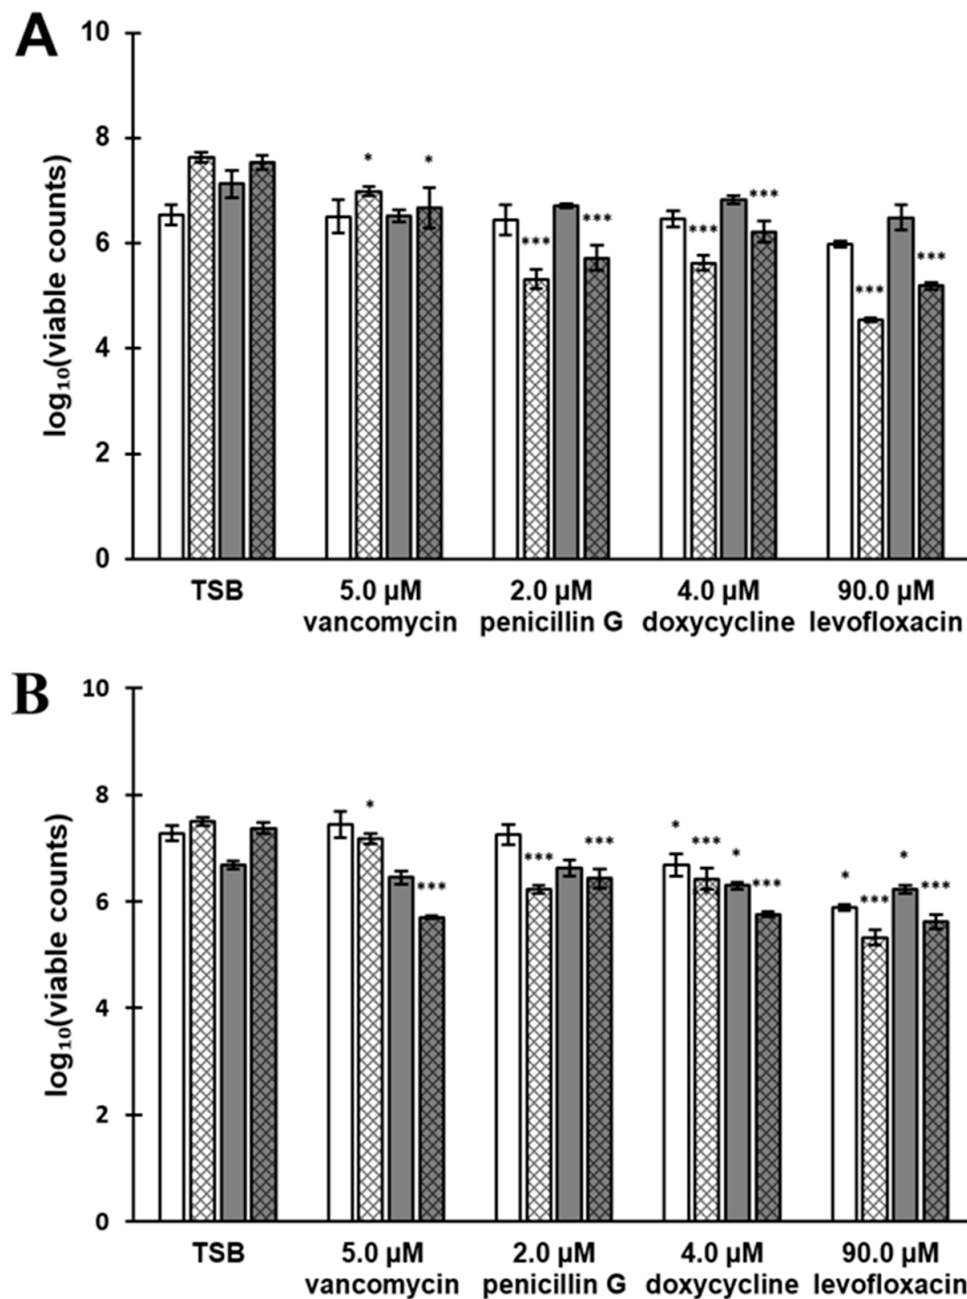 A
10
8
6
4
2
0
log₁₀(viable counts)
* *
*** ***
*** ***
*** ***
TSB
5.0 µM
vancomycin
2.0 µM
penicillin G
4.0 µM
doxycycline
90.0 µM
levofloxacin
B
10
8
6
4
2
0
log₁₀(viable counts)
* ***
*** ***
* *** * ***
* *** * ***
TSB
5.0 µM
vancomycin
2.0 µM
penicillin G
4.0 µM
doxycycline
90.0 µM
levofloxacin